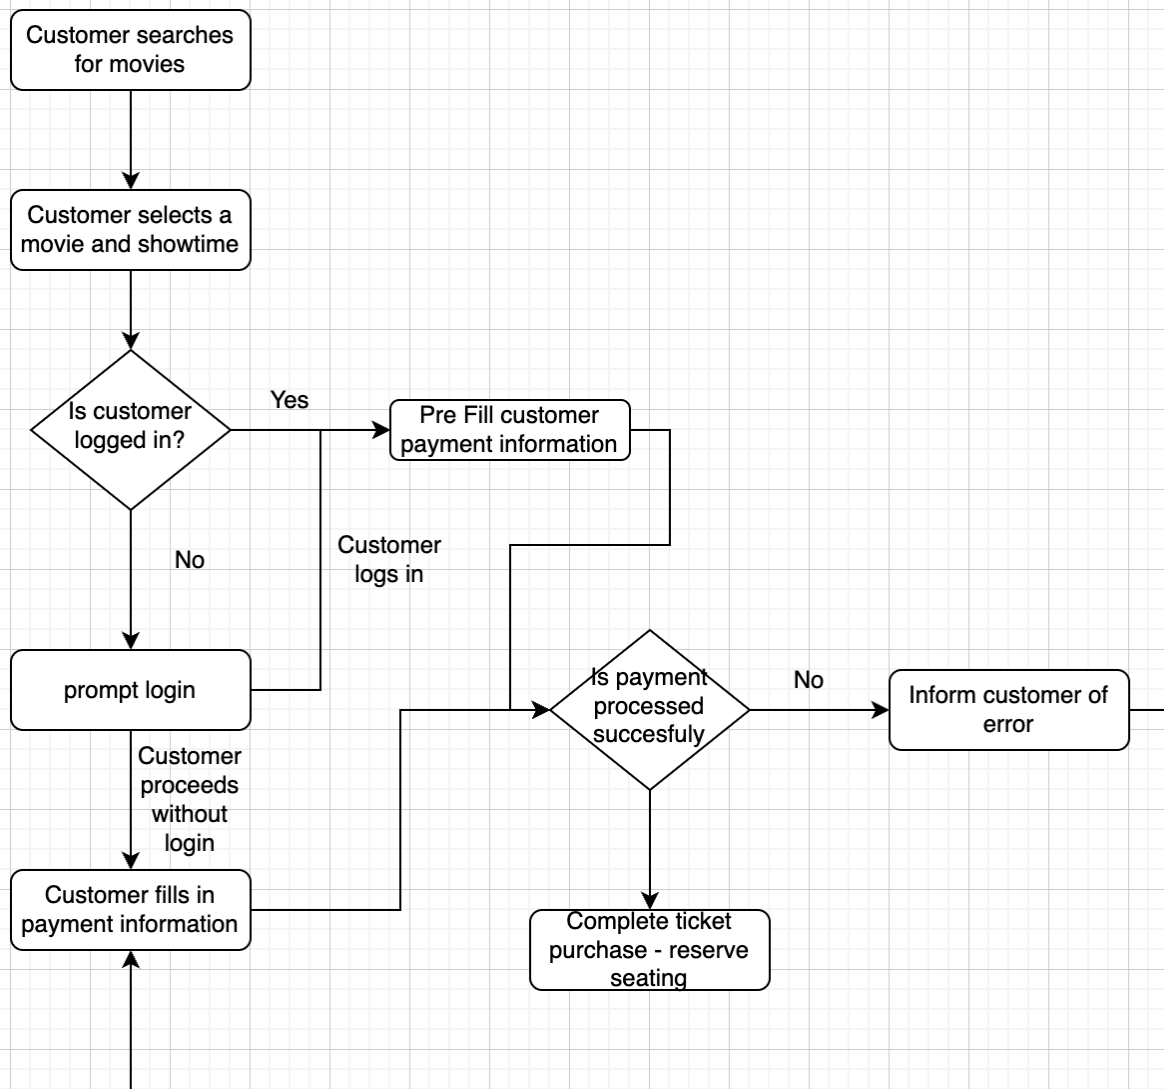 Customer searches
for movies
Customer selects a
movie and showtime
Is customer
logged in?
Yes
Pre Fill customer
payment information
No
Customer
logs in
prompt login
Is payment
processed
succesfuly
No
Inform customer of
error
Customer
proceeds
without
login
Customer fills in
payment information
Complete ticket
purchase - reserve
seating